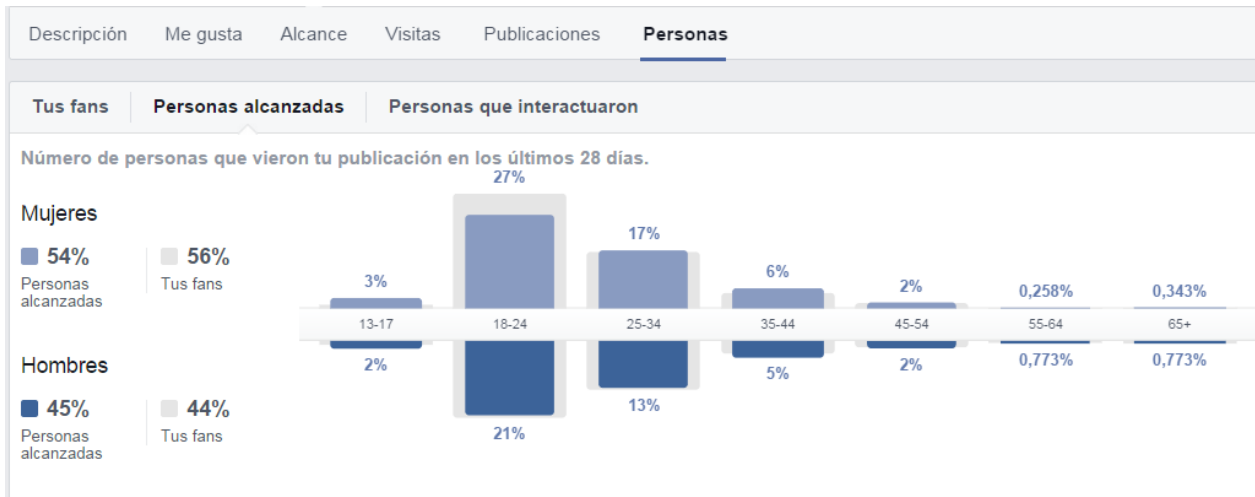 Descripción Me gusta Alcance Visitas Publicaciones Personas
Tus fans Personas alcanzadas Personas que interactuaron
Número de personas que vieron tu publicación en los últimos 28 días.
Mujeres
54% 56%
Personas alcanzadas
Tus fans
3% 27% 17% 6% 2% 0,258% 0,343%
13-17 18-24 25-34 35-44 45-54 55-64 65+
2% 21% 13% 5% 2% 0,773% 0,773%
Hombres
45% 44%
Personas alcanzadas
Tus fans